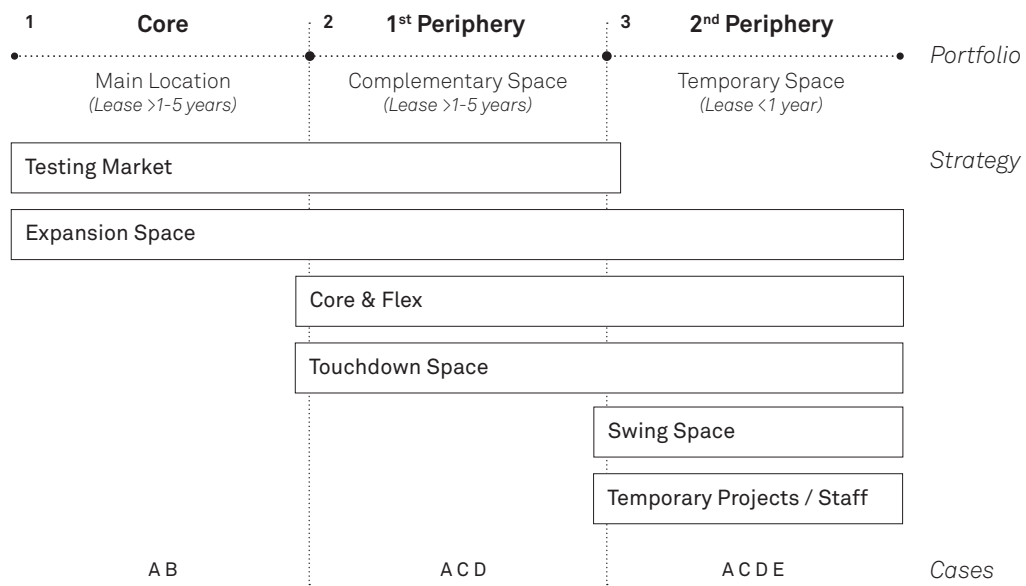 1 Core 2 1st Periphery 3 2nd Periphery
Portfolio
Main Location Complementary Space Temporary Space
(Lease >1-5 years) (Lease >1-5 years) (Lease <1 year)
Strategy
Testing Market
Expansion Space
Core & Flex
Touchdown Space
Swing Space
Temporary Projects / Staff
A B A C D A C D E Cases